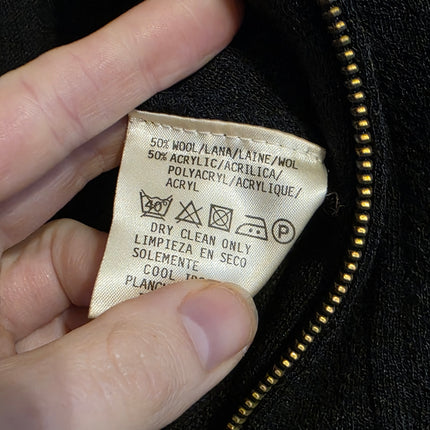 50% WOOL/LANA/LAINE/WOL
50% ACRYLIC/ACRILICA/
POLYACRYL/ACRYLIQUE/
ACRYL
40° P
DRY CLEAN ONLY
LIMPIEZA EN SECO
SOLEMENTE
COOL